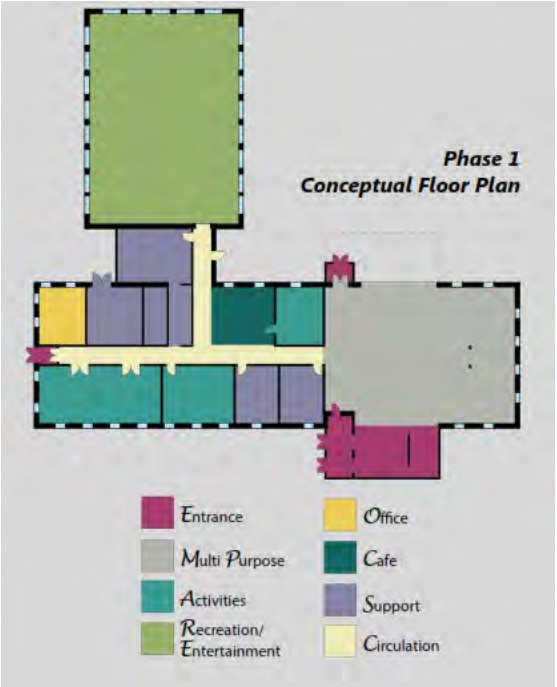 Phase 1
Conceptual Floor Plan
Entrance
Office
Multi Purpose
Cafe
Activities
Support
Recreation/
Entertainment
Circulation